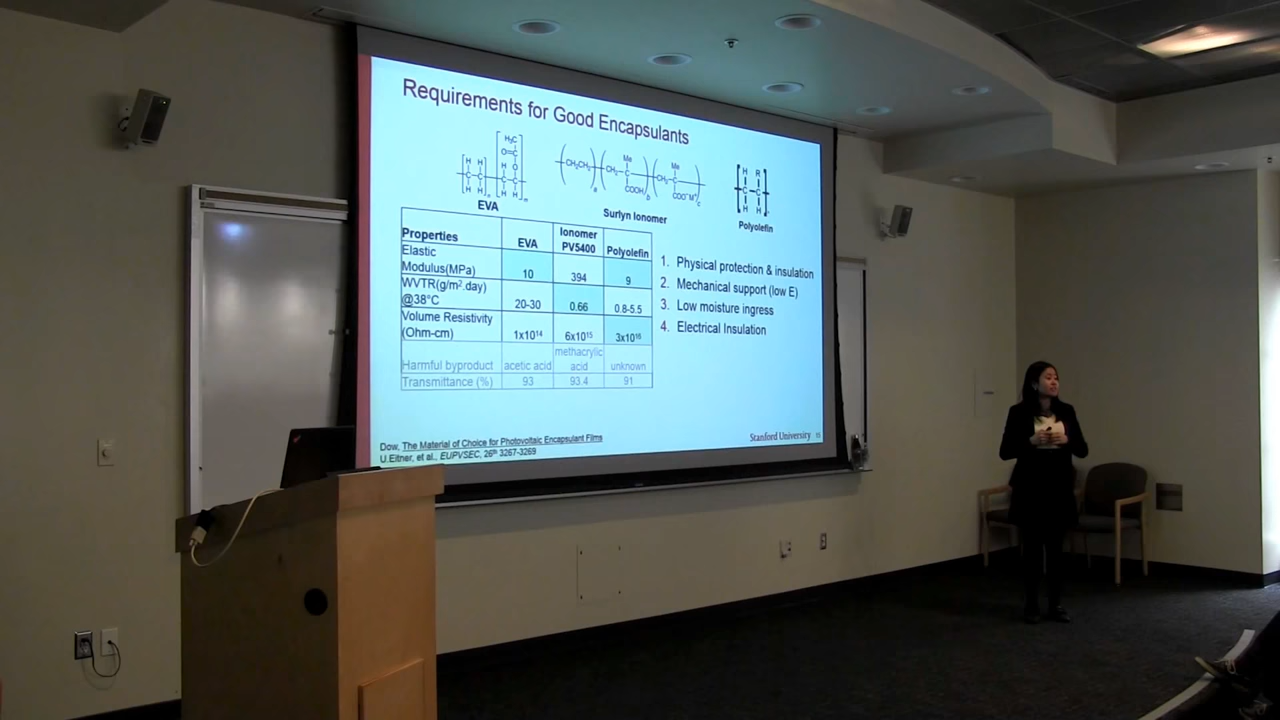 Requirements for Good Encapsulants
EVA
Surlyn Ionomer
Polyolefin
Properties EVA Ionomer PV5400 Polyolefin
Elastic Modulus(MPa) 10 394 9
WVTR(g/m².day) @38°C 20-30 0.66 0.8-5.5
Volume Resistivity (Ohm-cm) 1x10¹⁴ 6x10¹⁵ 3x10¹⁶
Harmful byproduct acetic acid methacrylic acid unknown
Transmittance (%) 93 93.4 91
1. Physical protection & insulation
2. Mechanical support (low E)
3. Low moisture ingress
4. Electrical Insulation
Dow, The Material of Choice for Photovoltaic Encapsulant Films
U.Eitner, et al., EUPVSEC, 26th 3267-3269
Stanford University